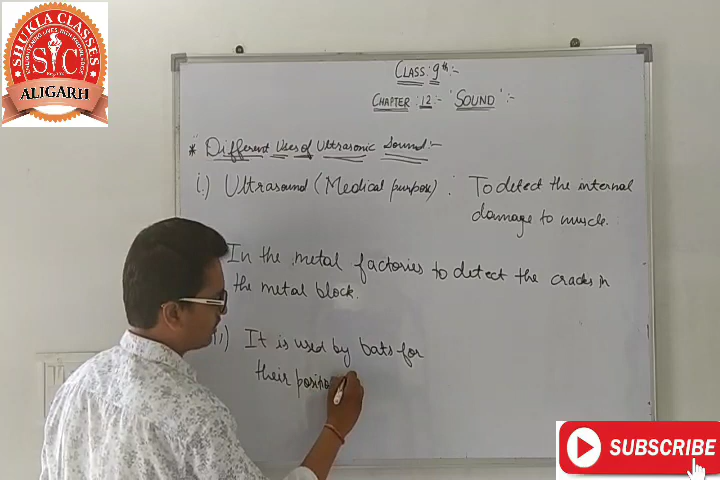 SHUKLA CLASSES
SC
ALIGARH
CLASS : 9th :-
CHAPTER : 12 :- "SOUND" :-
* Different Uses of Ultrasonic Sound :-
i.) Ultrasound (Medical purpose) : To detect the internal
damage to muscle.
In the metal factories to detect the cracks in
the metal block.
It is used by bats for
their positio
SUBSCRIBE